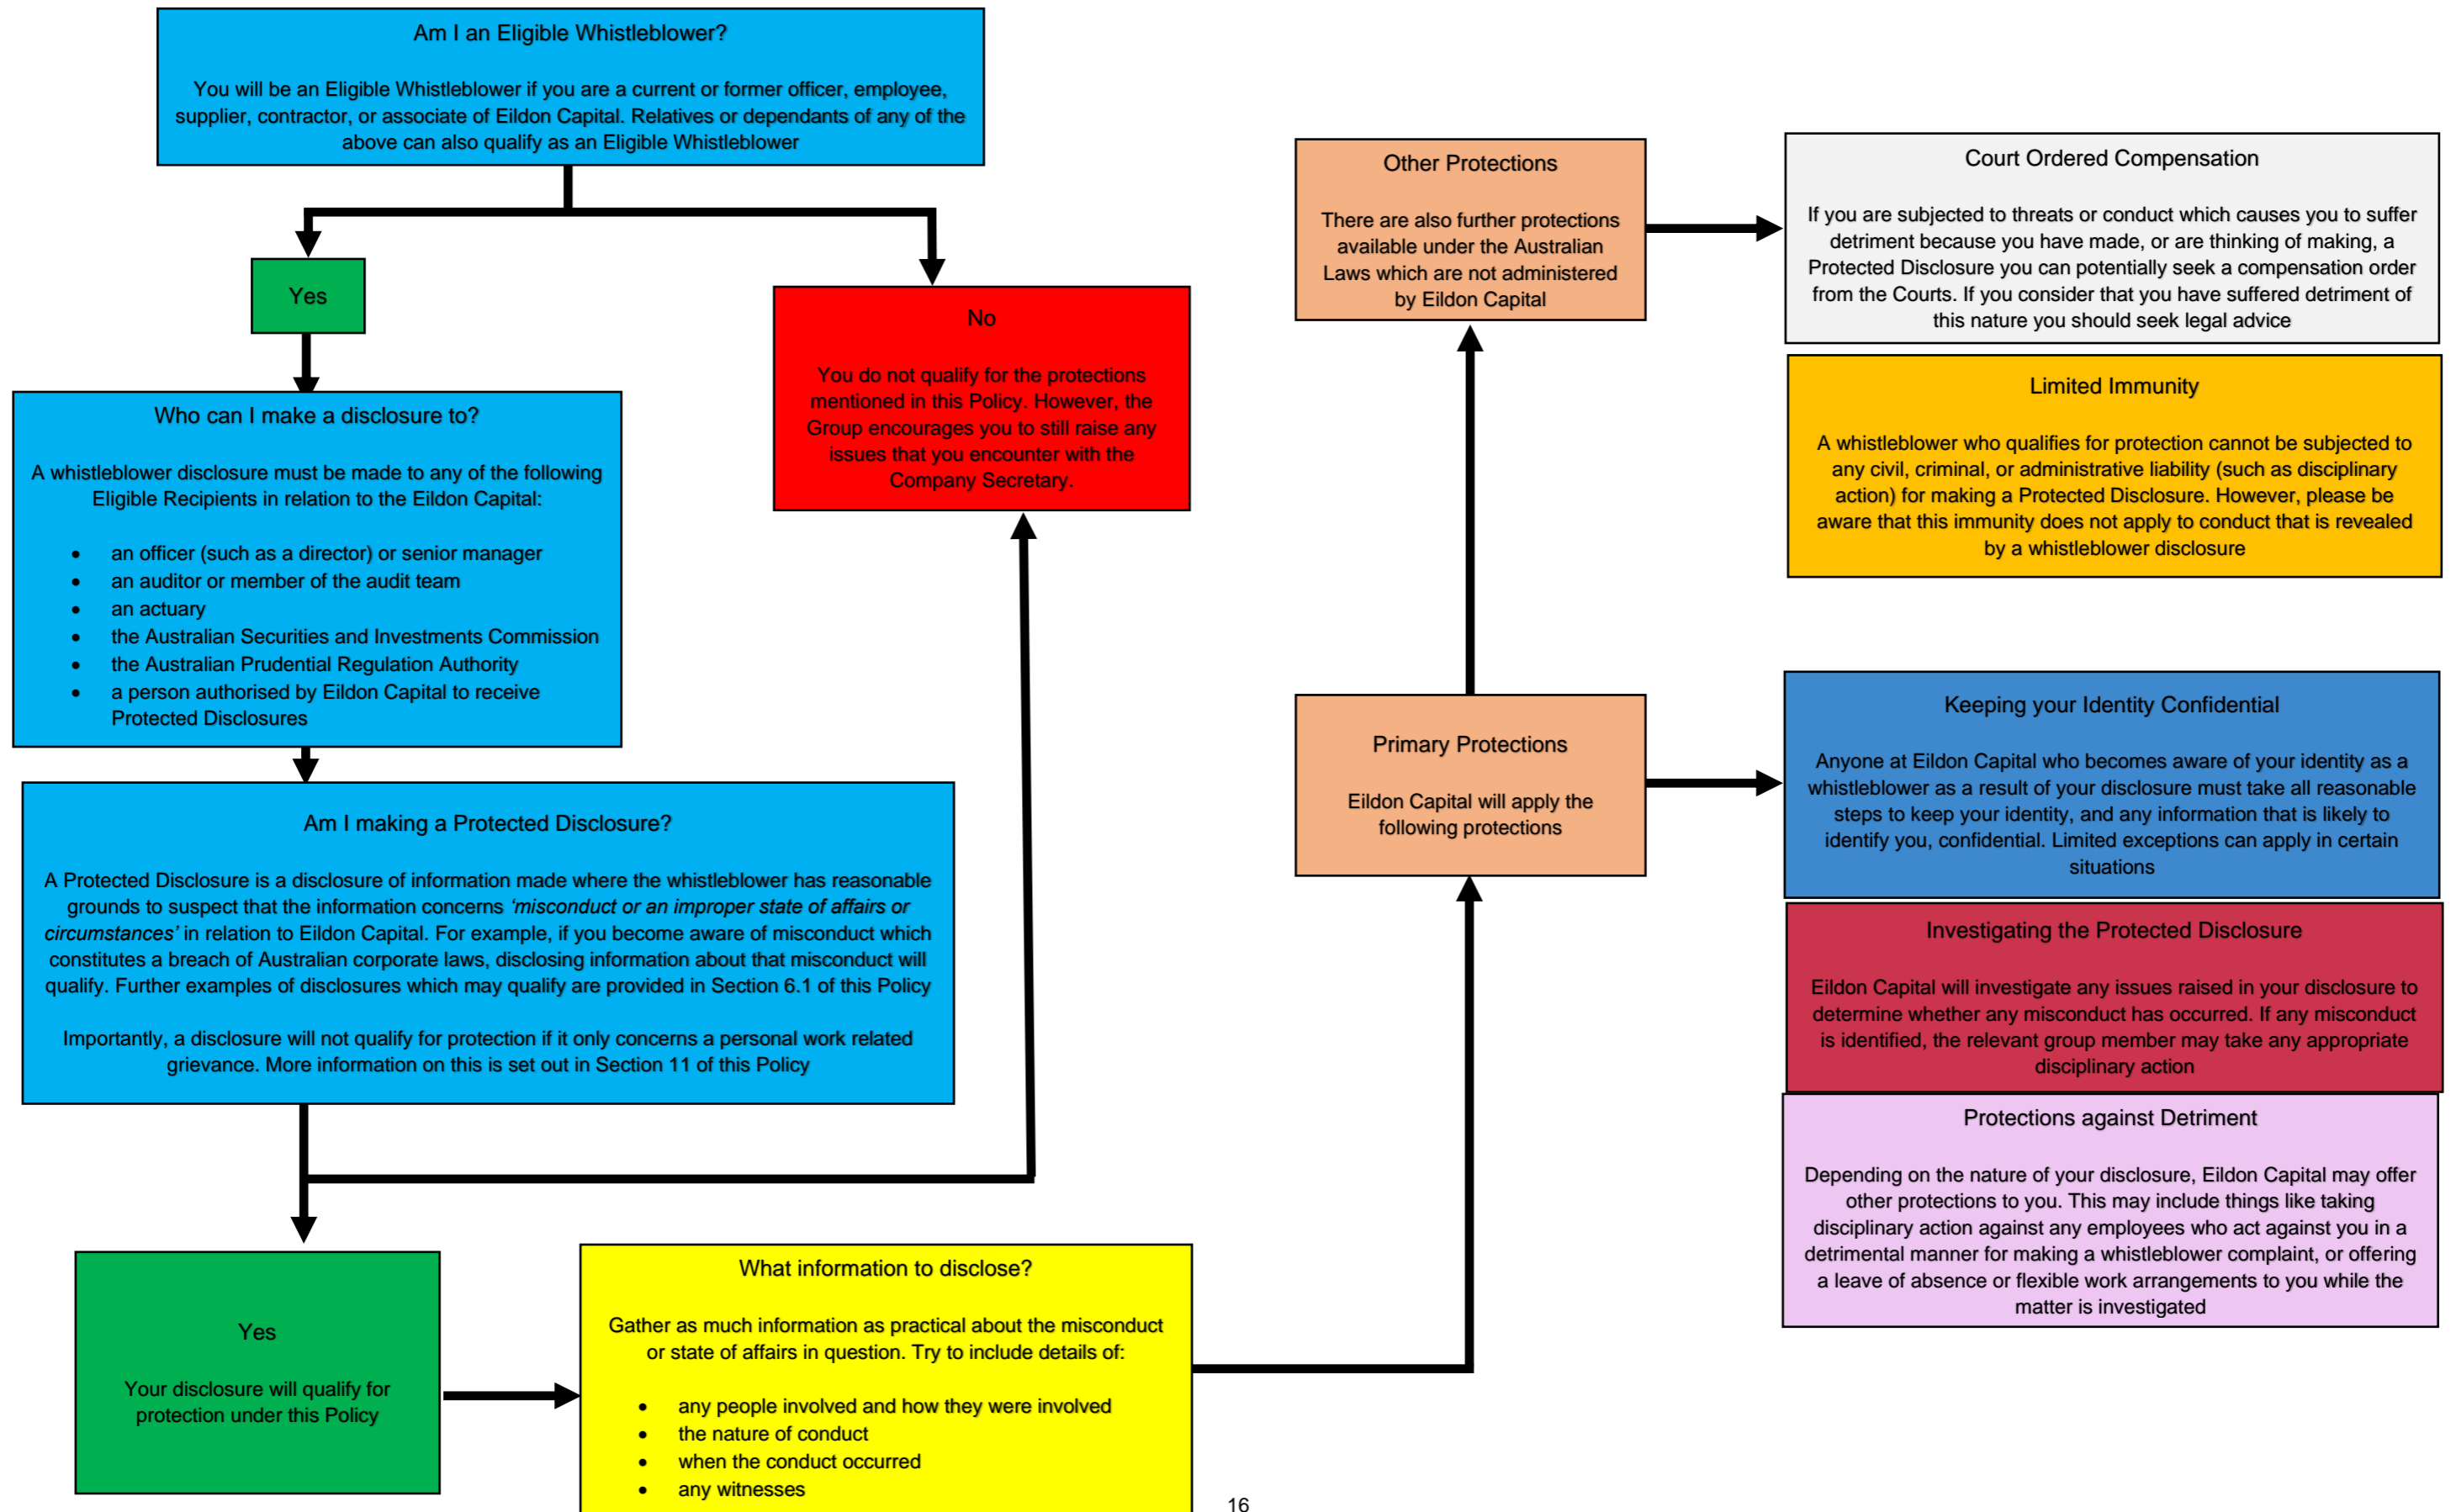 Am I an Eligible Whistleblower?
You will be an Eligible Whistleblower if you are a current or former officer, employee,
supplier, contractor, or associate of Eildon Capital. Relatives or dependants of any of the
above can also qualify as an Eligible Whistleblower
Yes
No
You do not qualify for the protections
mentioned in this Policy. However, the
Group encourages you to still raise any
issues that you encounter with the
Company Secretary.
Who can I make a disclosure to?
A whistleblower disclosure must be made to any of the following
Eligible Recipients in relation to the Eildon Capital:
• an officer (such as a director) or senior manager
• an auditor or member of the audit team
• an actuary
• the Australian Securities and Investments Commission
• the Australian Prudential Regulation Authority
• a person authorised by Eildon Capital to receive
Protected Disclosures
Am I making a Protected Disclosure?
A Protected Disclosure is a disclosure of information made where the whistleblower has reasonable
grounds to suspect that the information concerns ‘misconduct or an improper state of affairs or
circumstances’ in relation to Eildon Capital. For example, if you become aware of misconduct which
constitutes a breach of Australian corporate laws, disclosing information about that misconduct will
qualify. Further examples of disclosures which may qualify are provided in Section 6.1 of this Policy
Importantly, a disclosure will not qualify for protection if it only concerns a personal work related
grievance. More information on this is set out in Section 11 of this Policy
Yes
Your disclosure will qualify for
protection under this Policy
What information to disclose?
Gather as much information as practical about the misconduct
or state of affairs in question. Try to include details of:
• any people involved and how they were involved
• the nature of conduct
• when the conduct occurred
• any witnesses
Other Protections
There are also further protections
available under the Australian
Laws which are not administered
by Eildon Capital
Court Ordered Compensation
If you are subjected to threats or conduct which causes you to suffer
detriment because you have made, or are thinking of making, a
Protected Disclosure you can potentially seek a compensation order
from the Courts. If you consider that you have suffered detriment of
this nature you should seek legal advice
Limited Immunity
A whistleblower who qualifies for protection cannot be subjected to
any civil, criminal, or administrative liability (such as disciplinary
action) for making a Protected Disclosure. However, please be
aware that this immunity does not apply to conduct that is revealed
by a whistleblower disclosure
Primary Protections
Eildon Capital will apply the
following protections
Keeping your Identity Confidential
Anyone at Eildon Capital who becomes aware of your identity as a
whistleblower as a result of your disclosure must take all reasonable
steps to keep your identity, and any information that is likely to
identify you, confidential. Limited exceptions can apply in certain
situations
Investigating the Protected Disclosure
Eildon Capital will investigate any issues raised in your disclosure to
determine whether any misconduct has occurred. If any misconduct
is identified, the relevant group member may take any appropriate
disciplinary action
Protections against Detriment
Depending on the nature of your disclosure, Eildon Capital may offer
other protections to you. This may include things like taking
disciplinary action against any employees who act against you in a
detrimental manner for making a whistleblower complaint, or offering
a leave of absence or flexible work arrangements to you while the
matter is investigated
16